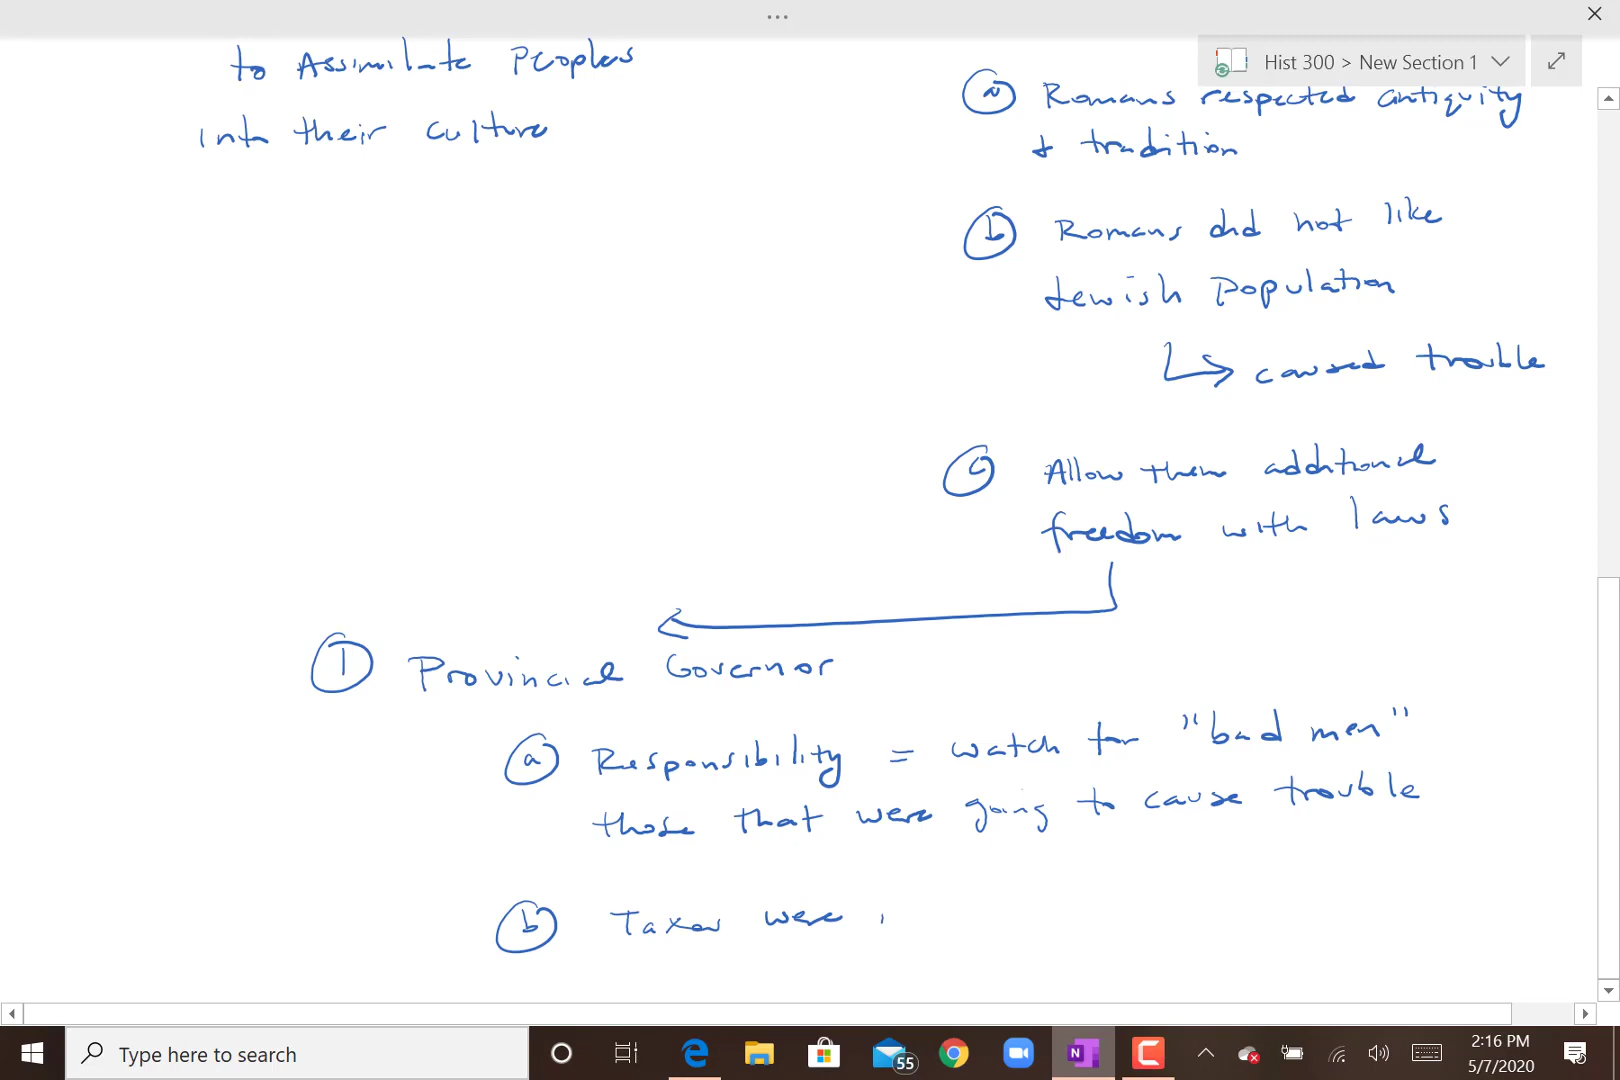 Hist 300 > New Section 1
to Assimilate Peoples
into their culture
a Romans respected antiquity
+ tradition
b Romans did not like
Jewish Population
caused trouble
c Allow them additional
freedom with laws
1 Provincial Governor
a Responsibility = watch for "bad men"
those that were going to cause trouble
b Taxes were
Type here to search
55
2:16 PM
5/7/2020